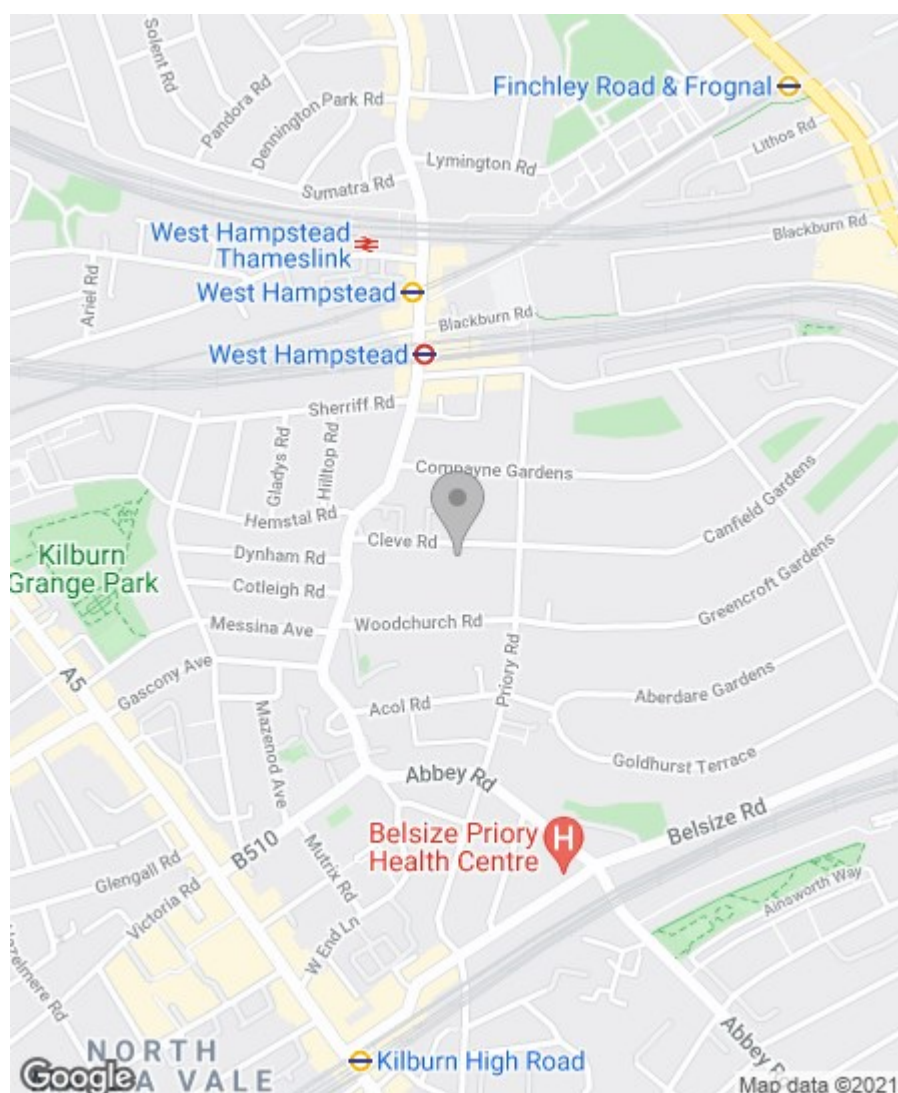 Solent Rd
Pandora Rd
Dennington Park Rd
Finchley Road & Frognal
Lithos Rd
Lymington Rd
Sumatra Rd
West Hampstead
Thameslink
Blackburn Rd
Ariel Rd
West Hampstead
Blackburn Rd
West Hampstead
Sherriff Rd
Gladys Rd
Hilltop Rd
Compayne Gardens
Canfield Gardens
Hemstal Rd
Cleve Rd
Kilburn
Grange Park
Dynham Rd
Cotleigh Rd
Greencroft Gardens
Messina Ave
Woodchurch Rd
Priory Rd
A5
Gascony Ave
Aberdare Gardens
Mazenod Ave
Acol Rd
Goldhurst Terrace
Abbey Rd
Belsize Rd
Belsize Priory
Health Centre
H
B510
Glengall Rd
Mutrix Rd
Victoria Rd
Ainsworth Way
W End Ln
Abbey Rd
NORTH
VALE
Kilburn High Road
Google
Map data ©2021